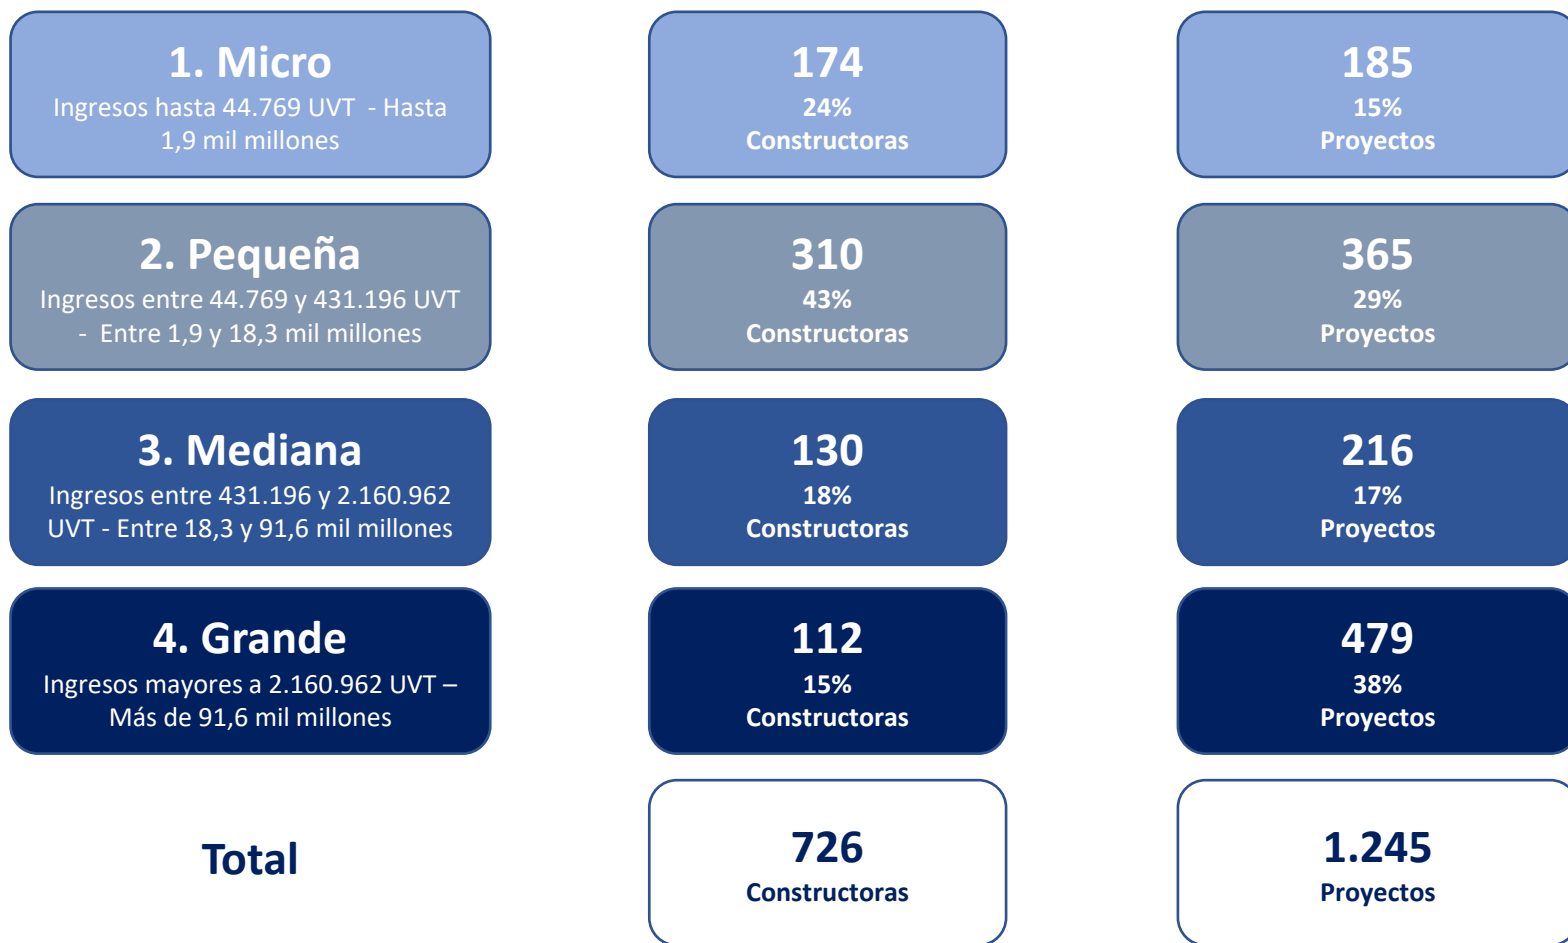 1. Micro
Ingresos hasta 44.769 UVT - Hasta
1,9 mil millones
174
24%
Constructoras
185
15%
Proyectos
2. Pequeña
Ingresos entre 44.769 y 431.196 UVT
- Entre 1,9 y 18,3 mil millones
310
43%
Constructoras
365
29%
Proyectos
3. Mediana
Ingresos entre 431.196 y 2.160.962
UVT - Entre 18,3 y 91,6 mil millones
130
18%
Constructoras
216
17%
Proyectos
4. Grande
Ingresos mayores a 2.160.962 UVT –
Más de 91,6 mil millones
112
15%
Constructoras
479
38%
Proyectos
Total
726
Constructoras
1.245
Proyectos